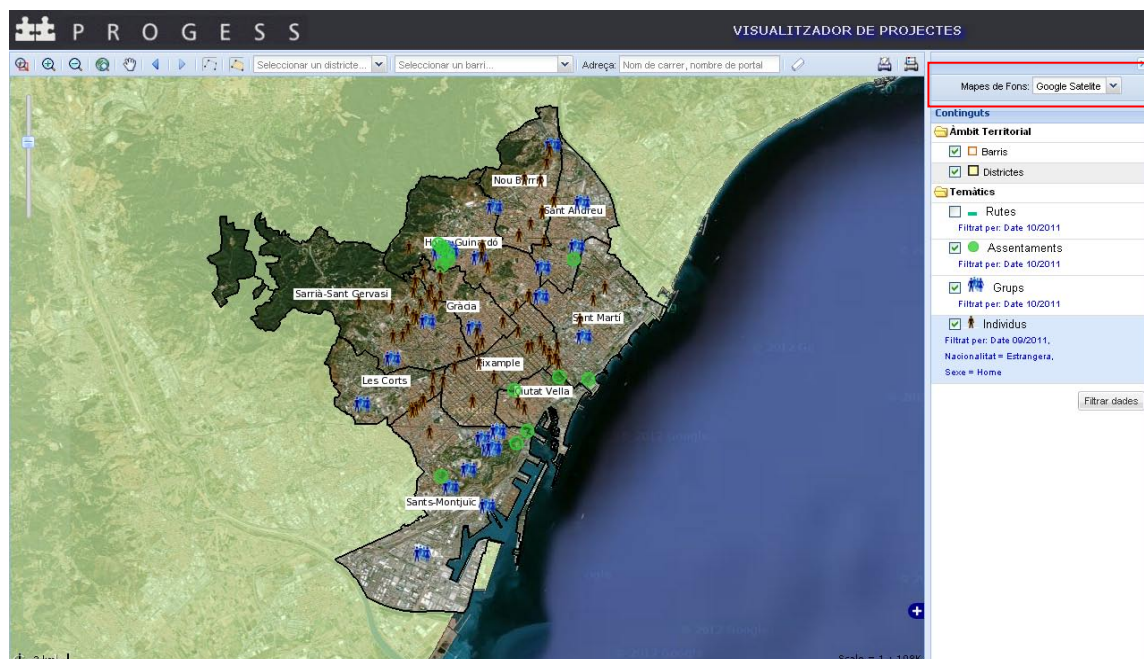 PROGESS
VISUALITZADOR DE PROJECTES
Seleccionar un districte...
Seleccionar un barri...
Adreça:
Nom de carrer, nombre de portal
Mapes de Fons: Google Satelite
Continguts
Àmbit Territorial
Barris
Districtes
Temàtics
Rutes
Filtrat per: Date 10/2011
Assentaments
Filtrat per: Date 10/2011
Grups
Filtrat per: Date 10/2011
Individus
Filtrat per: Date 09/2011,
Nacionalitat = Estrangera,
Sexe = Home
Filtrar dades
Nou Barris
Sant Andreu
Guinardó
Sarrià-Sant Gervasi
Gràcia
Sant Martí
Eixample
Les Corts
Ciutat Vella
Sants-Montjuic